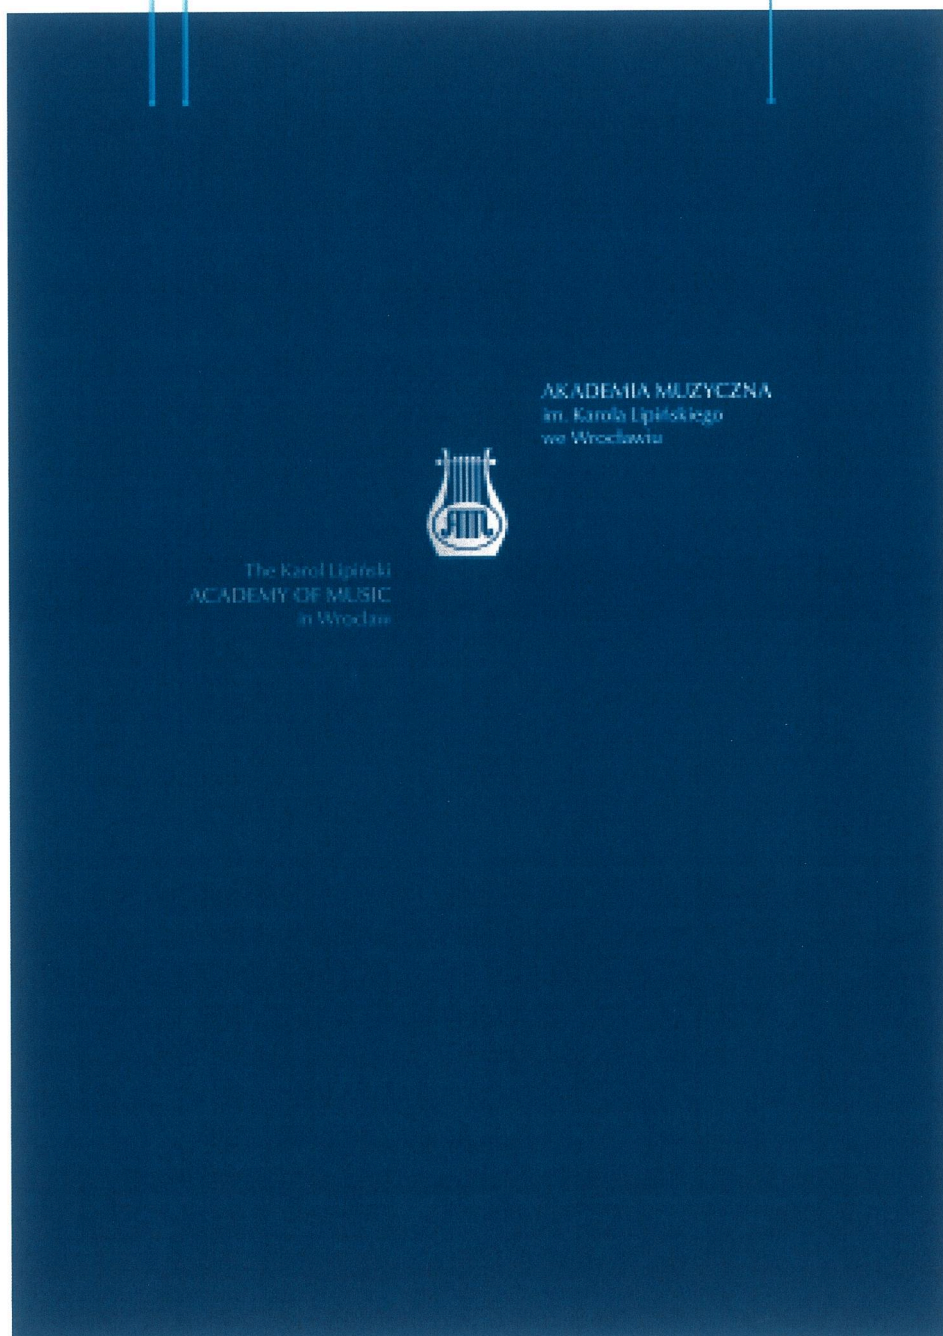 AKADEMIA MUZYCZNA
im. Karola Lipińskiego
we Wrocławiu
The Karol Lipiński
ACADEMY OF MUSIC
in Wrocław